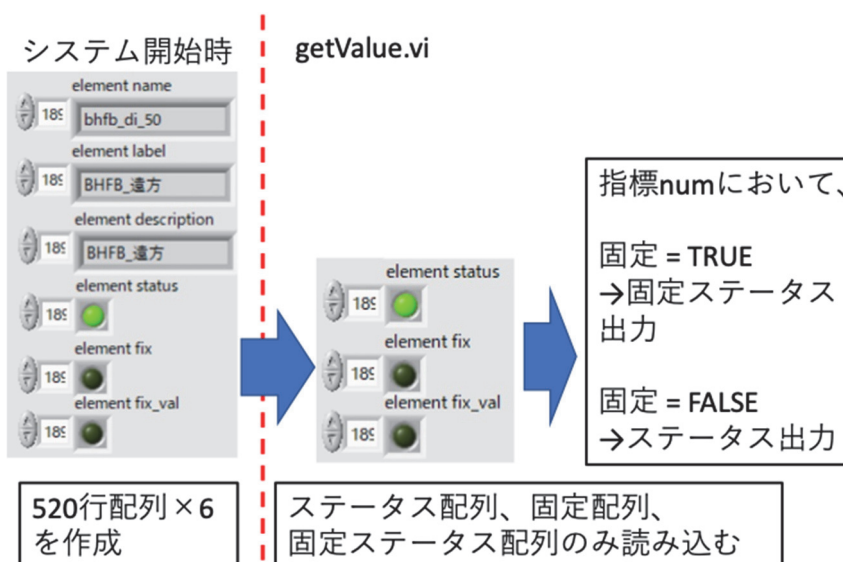 システム開始時
element name
189
bhfb_di_50
element label
189
BHFB_遠方
element description
189
BHFB_遠方
element status
189
element fix
189
element fix_val
189
520行配列×6
を作成
getValue.vi
element status
189
element fix
189
element fix_val
189
ステータス配列、固定配列、
固定ステータス配列のみ読み込む
指標numにおいて、
固定 = TRUE
→固定ステータス
出力
固定 = FALSE
→ステータス出力